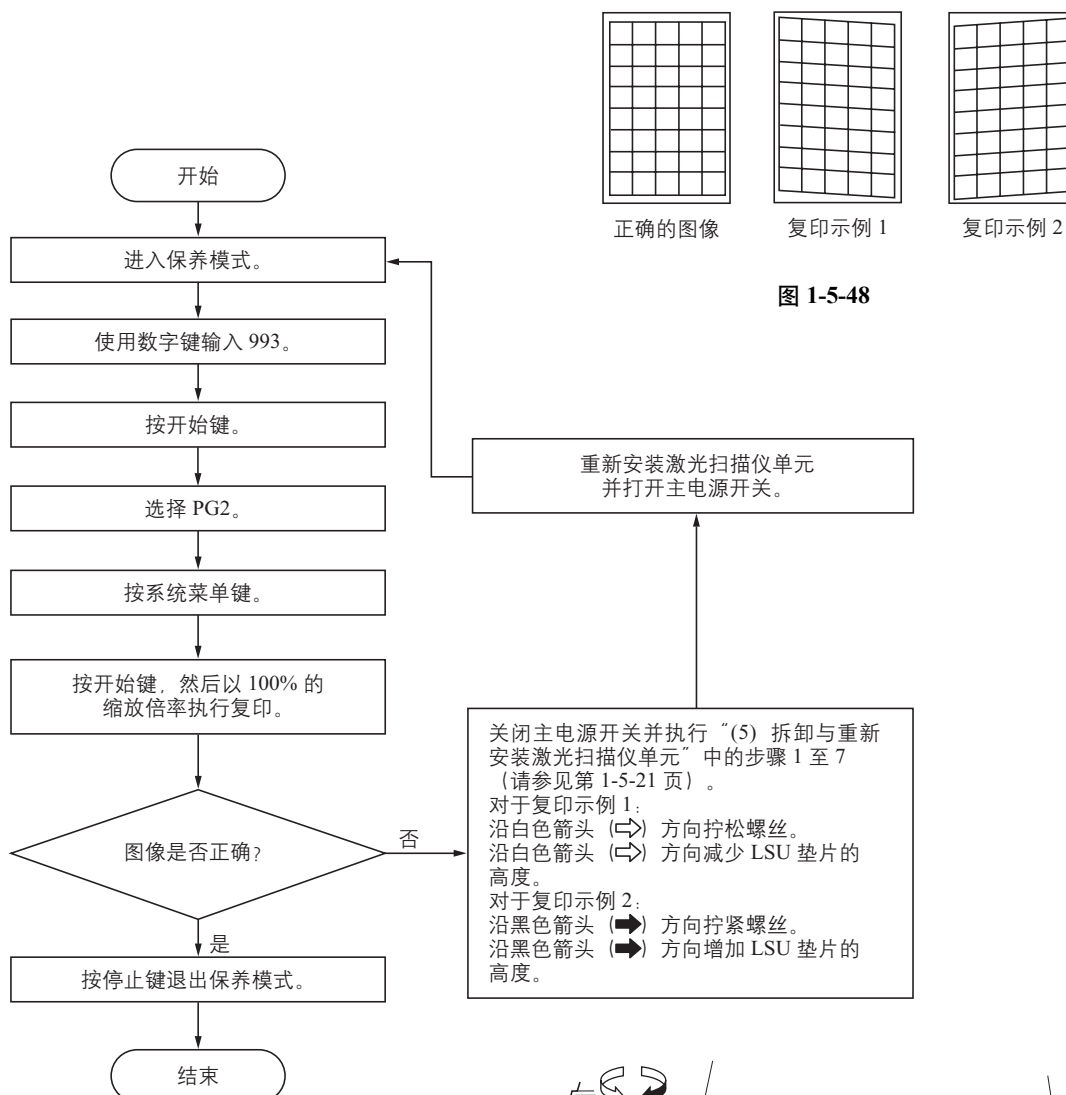 正确的图像
复印示例 1
复印示例 2
图 1-5-48
开始
进入保养模式。
使用数字键输入 993。
按开始键。
选择 PG2。
按系统菜单键。
按开始键，然后以 100% 的
缩放倍率执行复印。
图像是否正确？
否
是
按停止键退出保养模式。
结束
重新安装激光扫描仪单元
并打开主电源开关。
关闭主电源开关并执行〝(5) 拆卸与重新
安装激光扫描仪单元〞中的步骤 1 至 7
（请参见第 1-5-21 页）。
对于复印示例 1：
沿白色箭头（⇨）方向拧松螺丝。
沿白色箭头（⇨）方向减少 LSU 垫片的
高度。
对于复印示例 2：
沿黑色箭头（➡）方向拧紧螺丝。
沿黑色箭头（➡）方向增加 LSU 垫片的
高度。